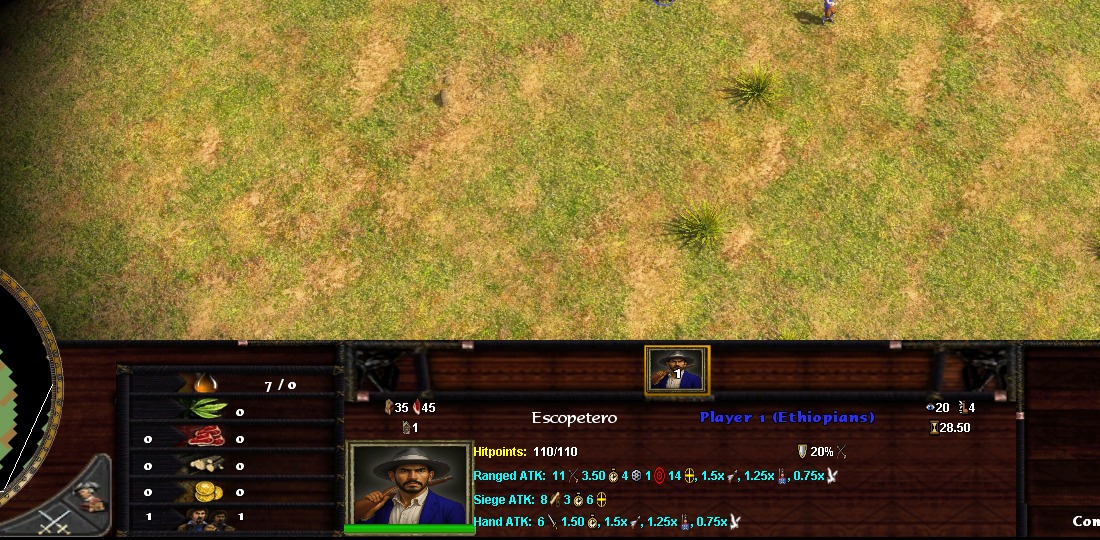 1
7 / 0
0
0 0
0 0
0 0
1 1
35 45
1
Escopetero
Player 1 (Ethiopians)
20 4
28.50
Hitpoints: 110/110 20%
Ranged ATK: 11 3.50 4 1 14 , 1.5x , 1.25x , 0.75x
Siege ATK: 8 3 6
Hand ATK: 6 1.50 , 1.5x , 1.25x , 0.75x